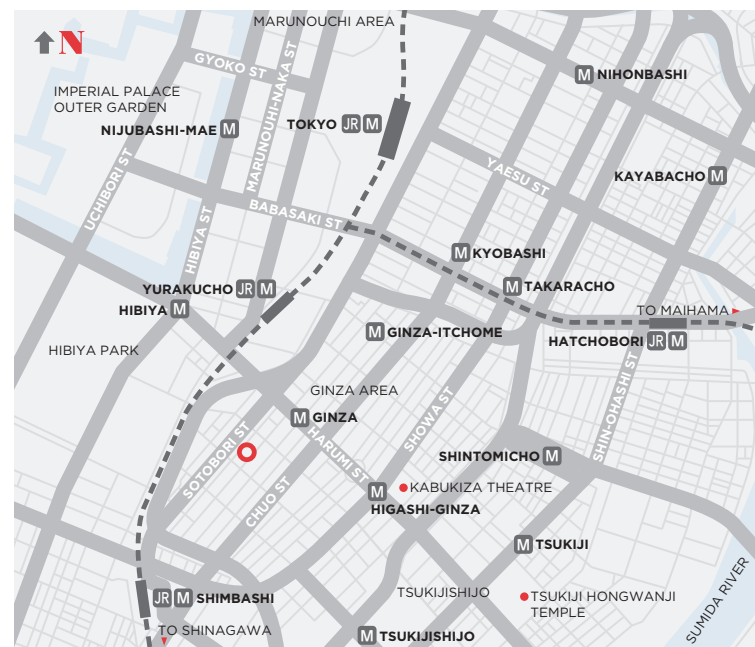 MARUNOUCHI AREA
N
GYOKO ST
NIHONBASHI
M
IMPERIAL PALACE
OUTER GARDEN
MARUNOUHI-NAKA ST
TOKYO JR M
NIJUBASHI-MAE M
YAESU ST
KAYABACHO M
UCHIBORI ST
BABASAKI ST
HIBIYA ST
M KYOBASHI
YURAKUCHO JR M
M TAKARACHO
HIBIYA M
TO MAIHAMA
M GINZA-ITCHOME
HATCHOBORI
JR M
HIBIYA PARK
GINZA AREA
SHOWA ST
SHIN-OHASHI ST
M GINZA
SOTOBORI ST
HARUMI ST
SHINTOMICHO M
CHUO ST
KABUKIZA THEATRE
M
HIGASHI-GINZA
M TSUKIJI
TSUKIJISHIJO
JR M SHIMBASHI
TSUKIJI HONGWANJI
TEMPLE
SUMIDA RIVER
TO SHINAGAWA
M TSUKIJISHIJO